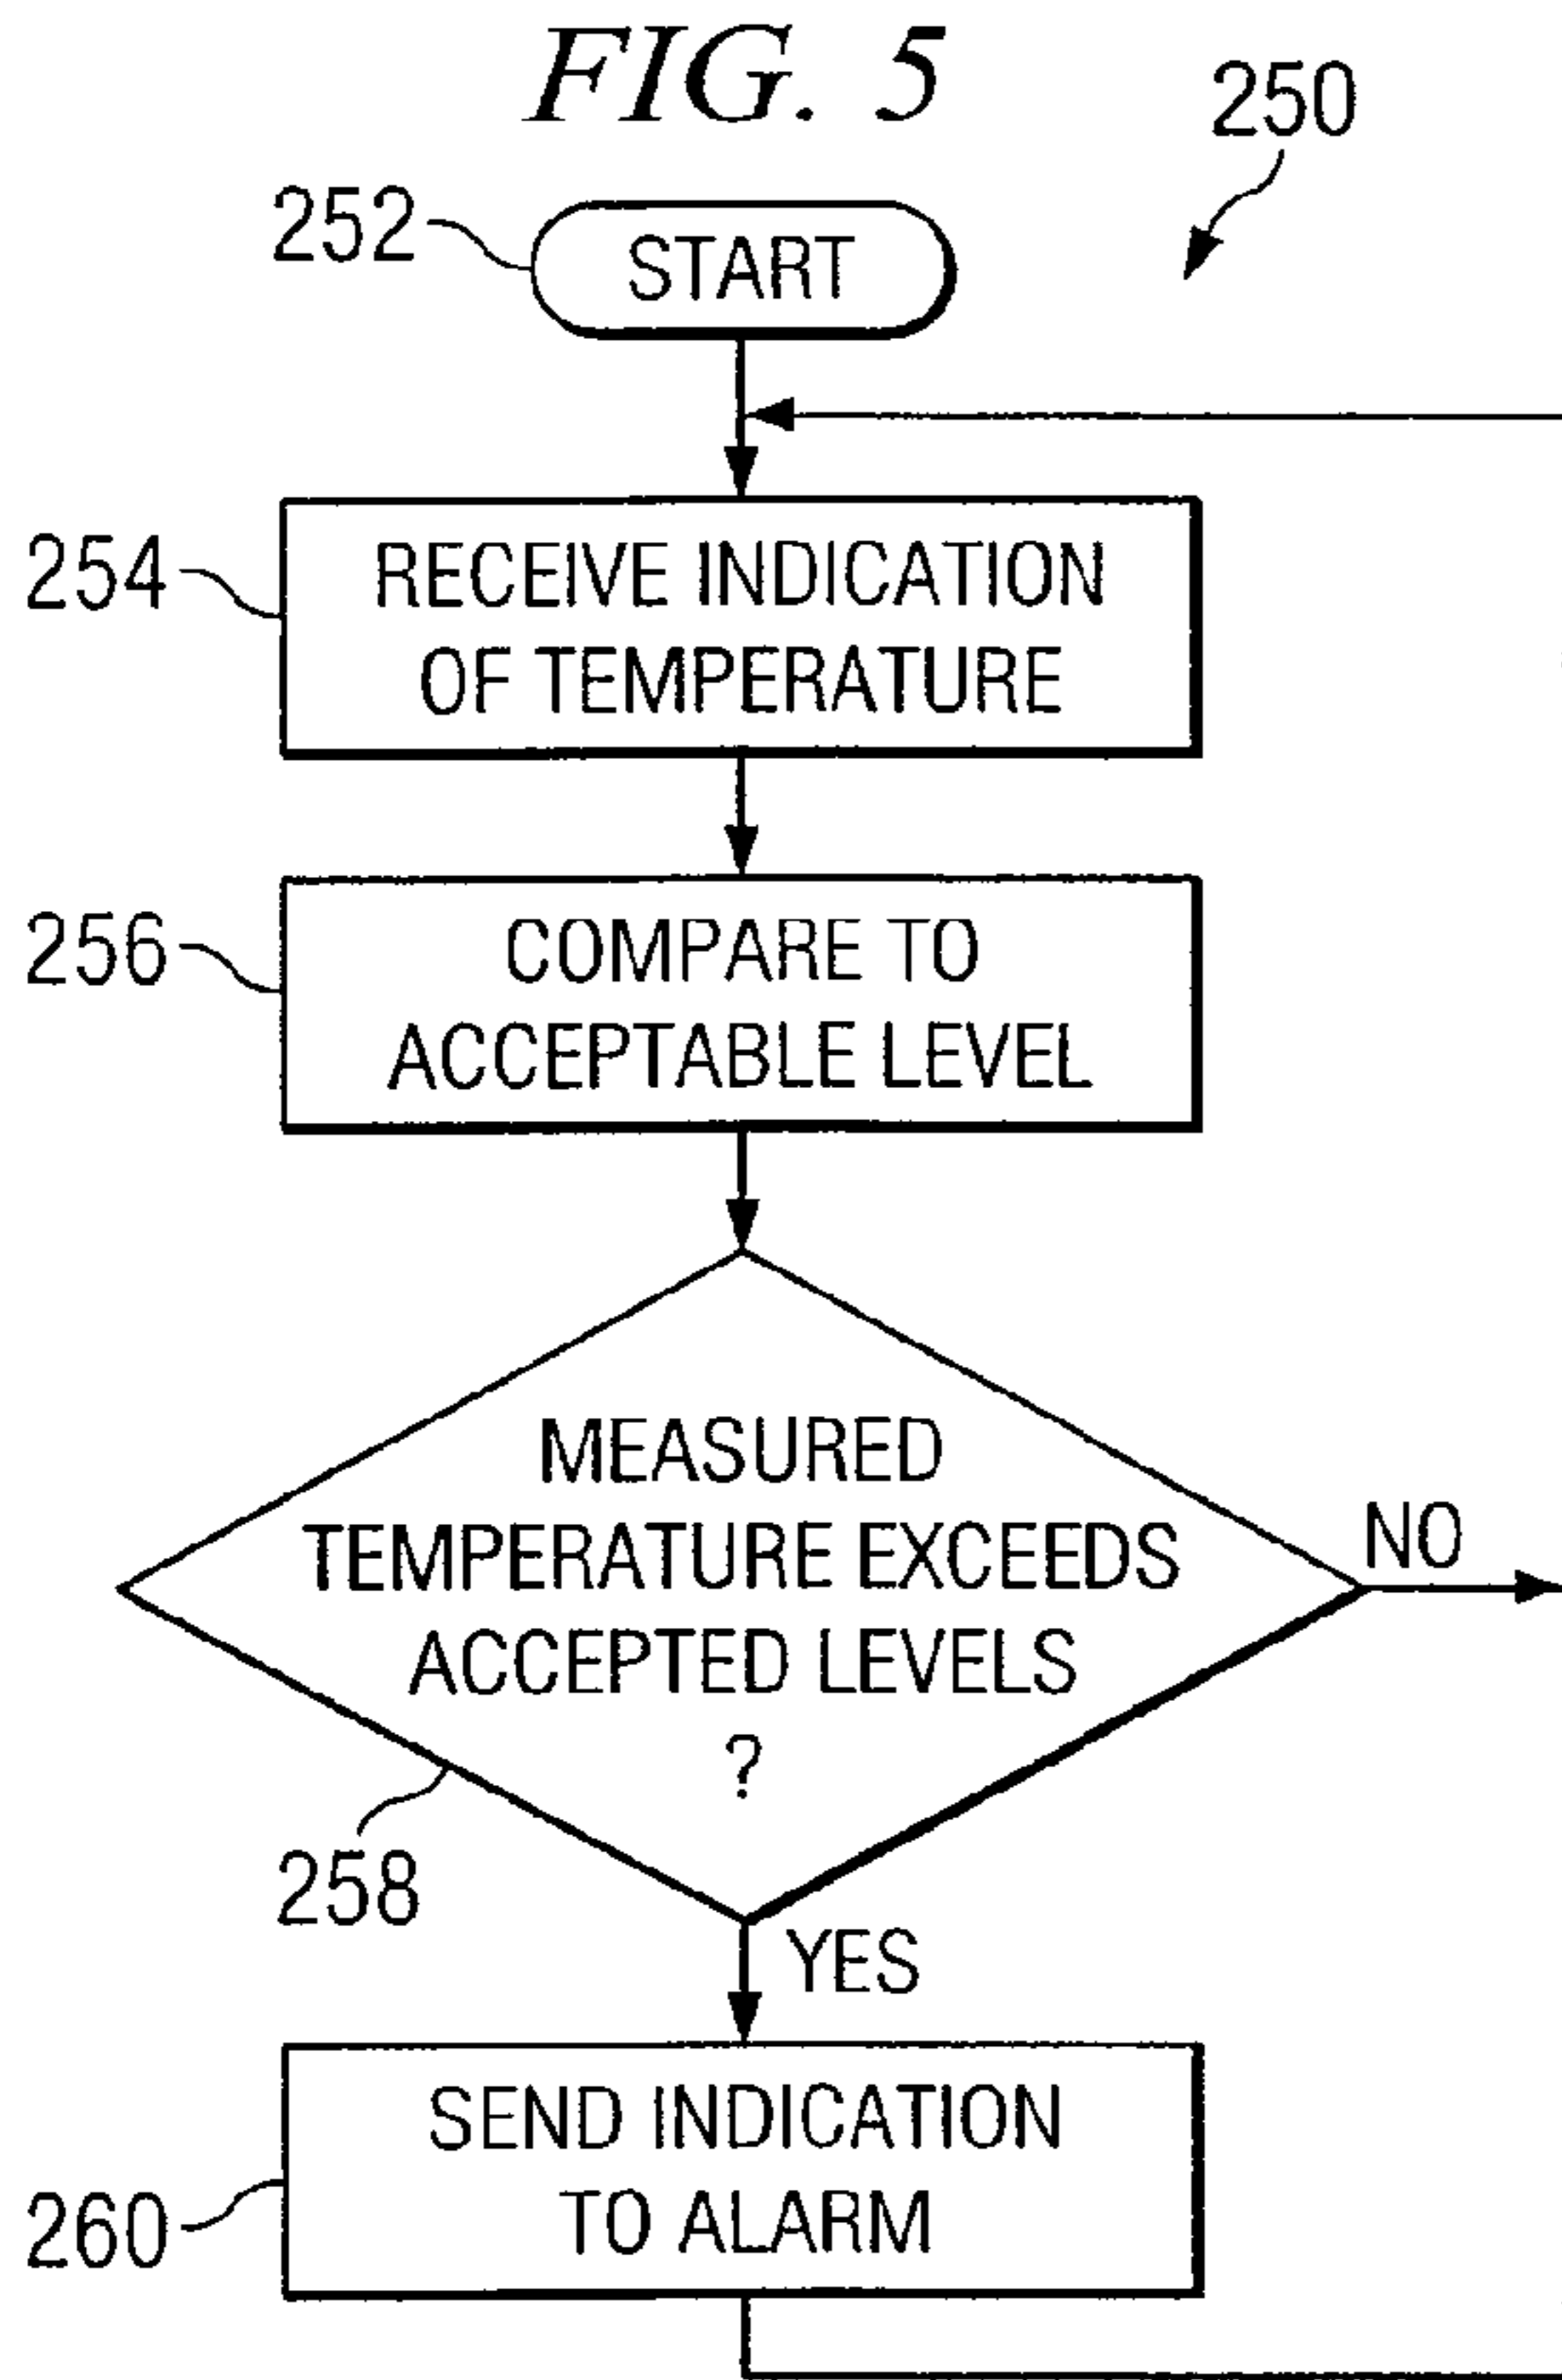 FIG. 5
250
252
START
254
RECEIVE INDICATION
OF TEMPERATURE
256
COMPARE TO
ACCEPTABLE LEVEL
MEASURED
TEMPERATURE EXCEEDS
ACCEPTED LEVELS
?
NO
258
YES
SEND INDICATION
TO ALARM
260